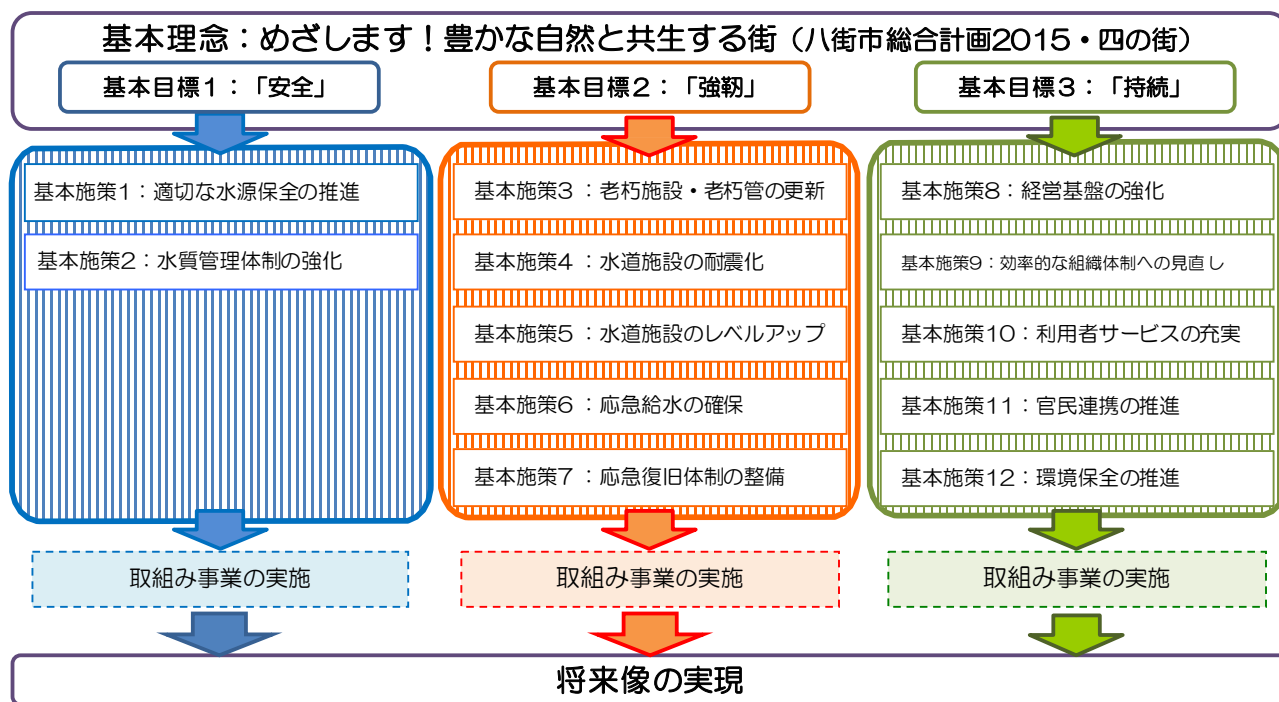 基本理念：めざします！豊かな自然と共生する街（八街市総合計画2015・四の街）
基本目標１：「安全」
基本目標２：「強靭」
基本目標３：「持続」
基本施策1：適切な水源保全の推進
基本施策2：水質管理体制の強化
基本施策3：老朽施設・老朽管の更新
基本施策4：水道施設の耐震化
基本施策5：水道施設のレベルアップ
基本施策6：応急給水の確保
基本施策7：応急復旧体制の整備
基本施策8：経営基盤の強化
基本施策9：効率的な組織体制への見直し
基本施策10：利用者サービスの充実
基本施策11：官民連携の推進
基本施策12：環境保全の推進
取組み事業の実施
取組み事業の実施
取組み事業の実施
将来像の実現